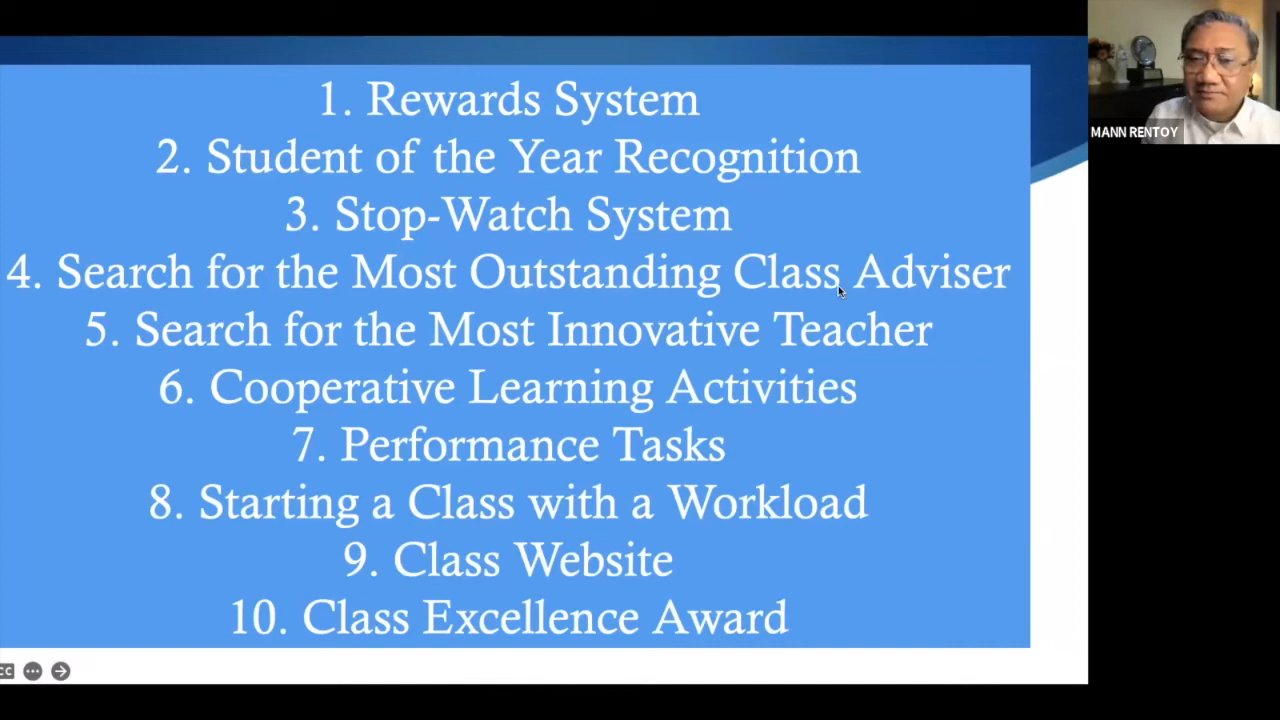 1. Rewards System
2. Student of the Year Recognition
3. Stop-Watch System
4. Search for the Most Outstanding Class Adviser
5. Search for the Most Innovative Teacher
6. Cooperative Learning Activities
7. Performance Tasks
8. Starting a Class with a Workload
9. Class Website
10. Class Excellence Award
MANN RENTOY
CC